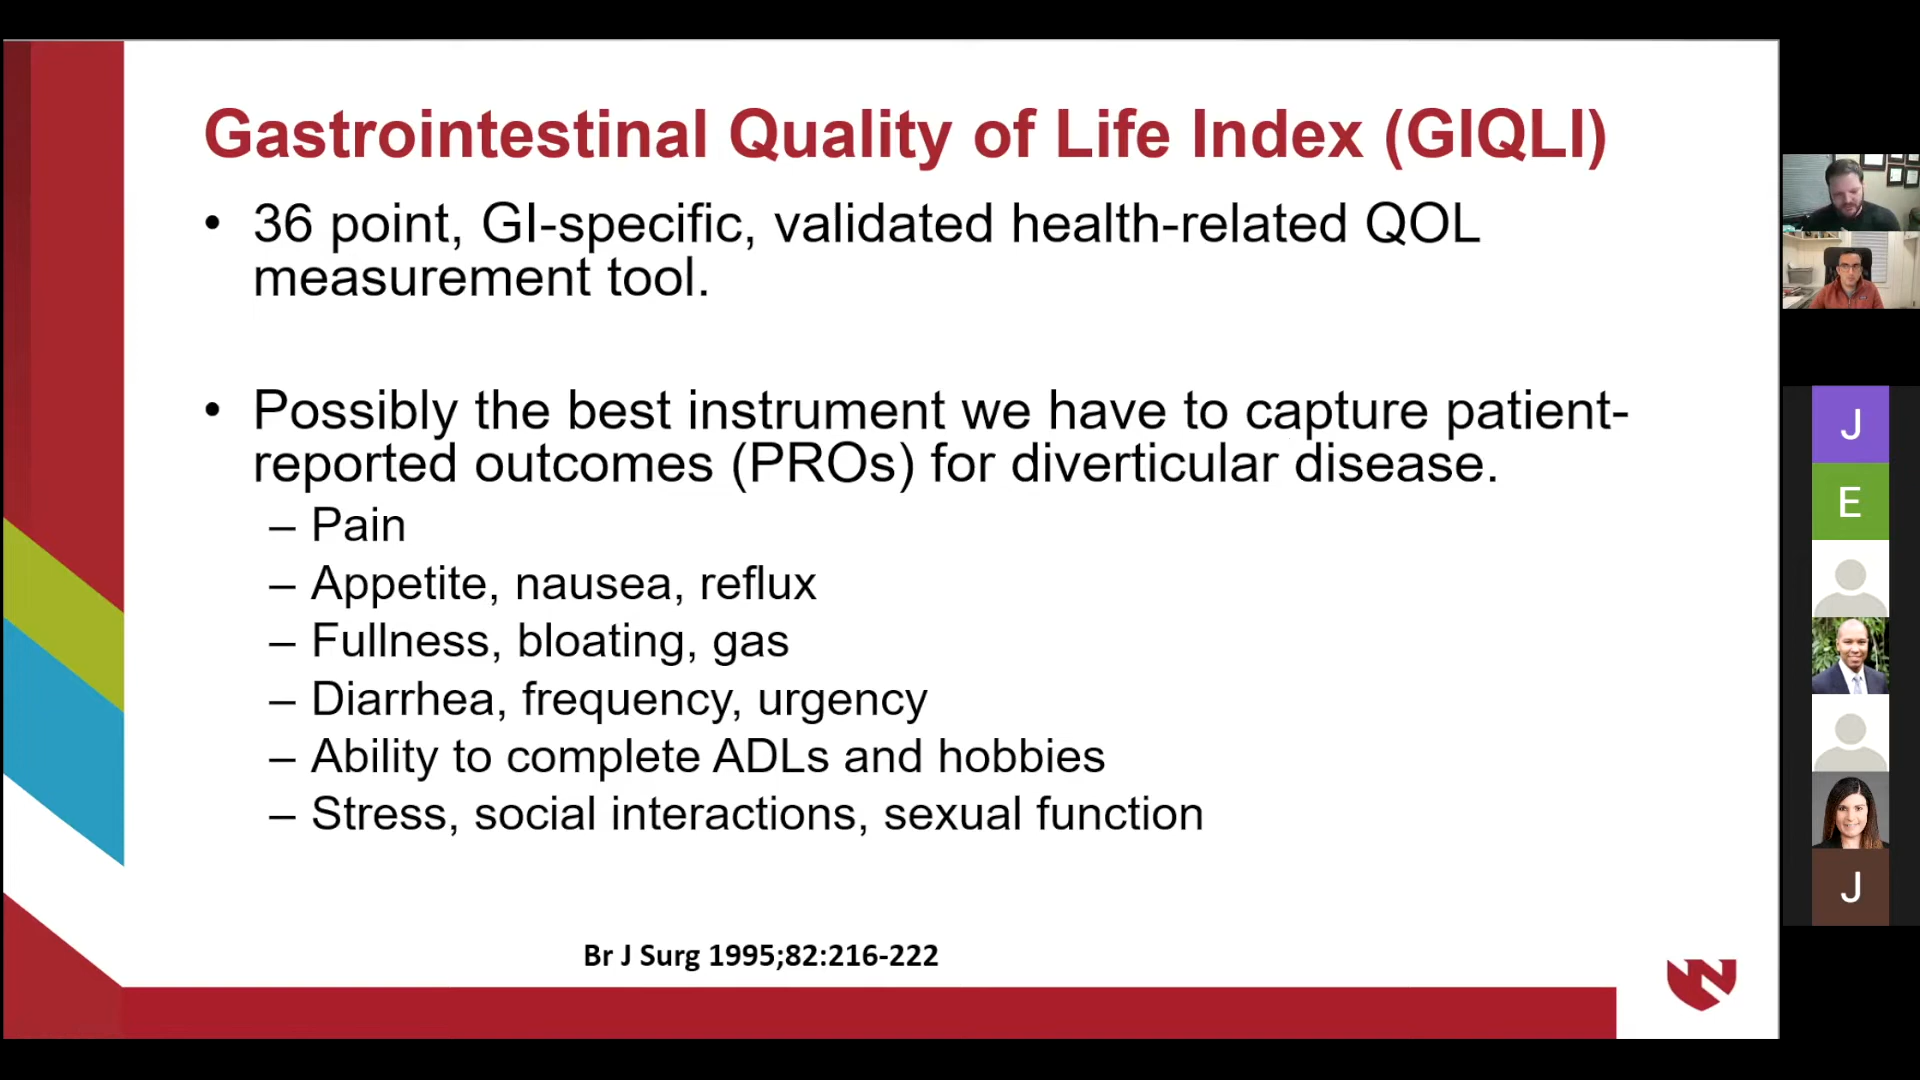 Gastrointestinal Quality of Life Index (GIQLI)
• 36 point, GI-specific, validated health-related QOL
measurement tool.
• Possibly the best instrument we have to capture patient-
reported outcomes (PROs) for diverticular disease.
– Pain
– Appetite, nausea, reflux
– Fullness, bloating, gas
– Diarrhea, frequency, urgency
– Ability to complete ADLs and hobbies
– Stress, social interactions, sexual function
Br J Surg 1995;82:216-222
N
J
E
J